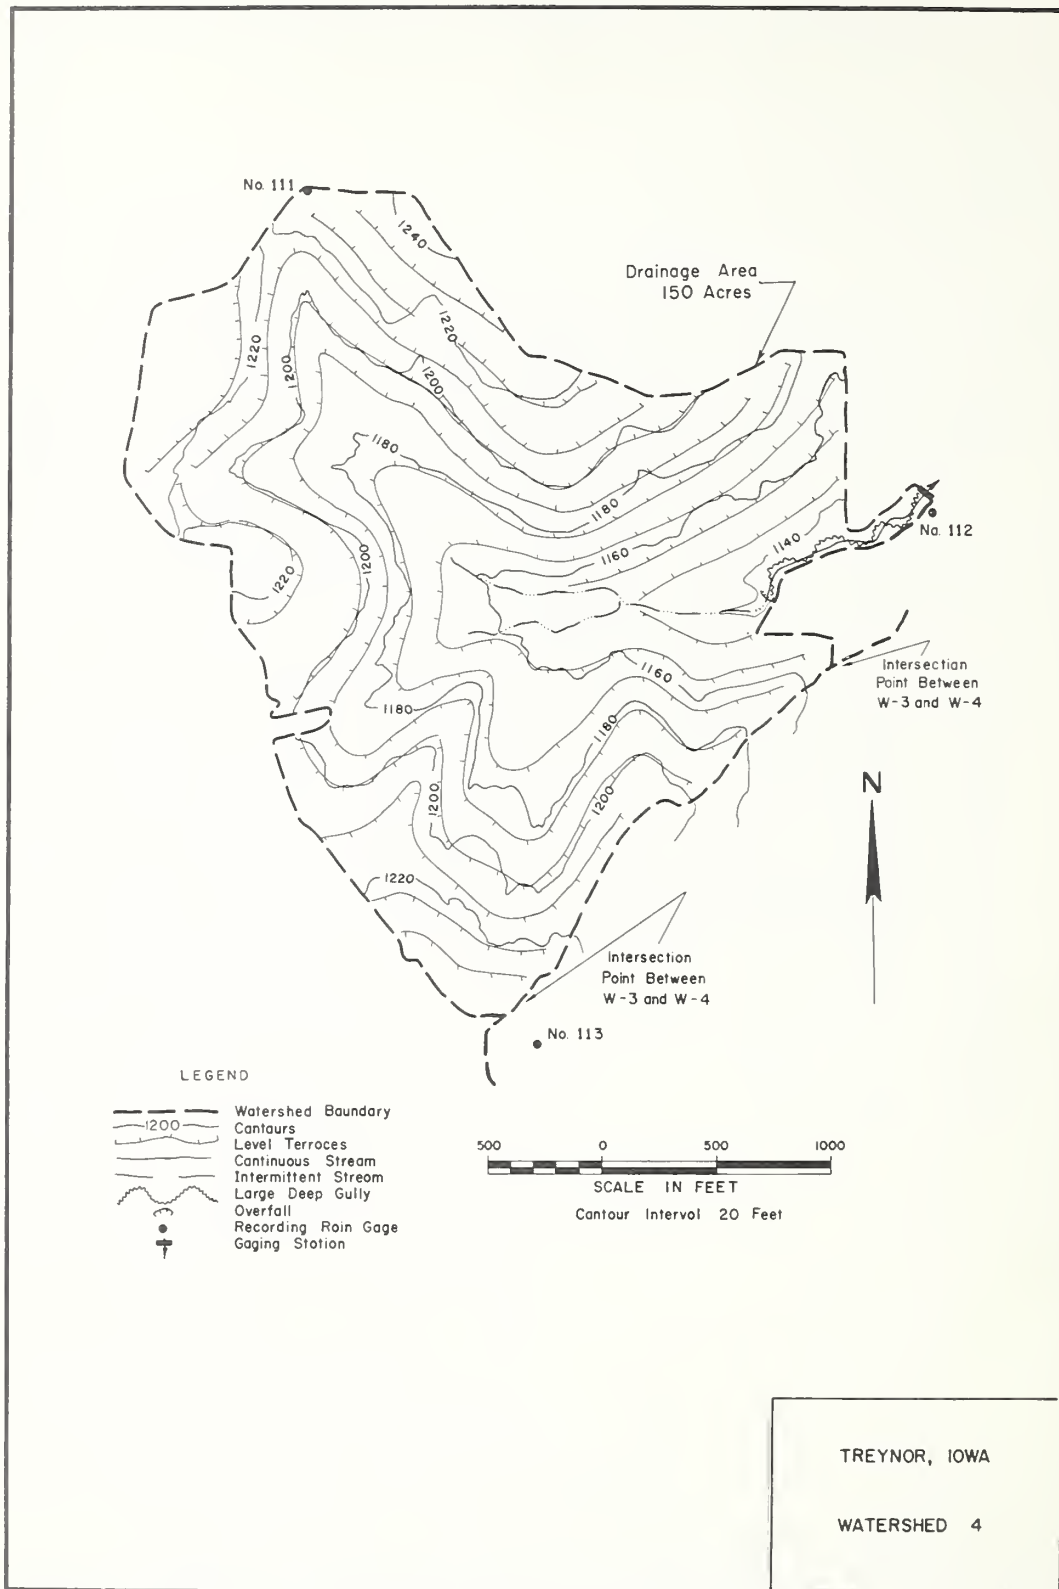 No. 111
1240
Drainage Area
150 Acres
1220
1220
1200
1200
1180
1180
No. 112
1140
1160
1200
1220
1160
Intersection
Point Between
W-3 and W-4
1180
1180
N
1200
1200
1220
Intersection
Point Between
W-3 and W-4
No. 113
LEGEND
Watershed Boundary
1200
Contours
Level Terraces
Continuous Stream
Intermittent Stream
Large Deep Gully
Overfall
Recording Rain Gage
Gaging Station
500 0 500 1000
SCALE IN FEET
Contour Interval 20 Feet
TREYNOR, IOWA
WATERSHED 4